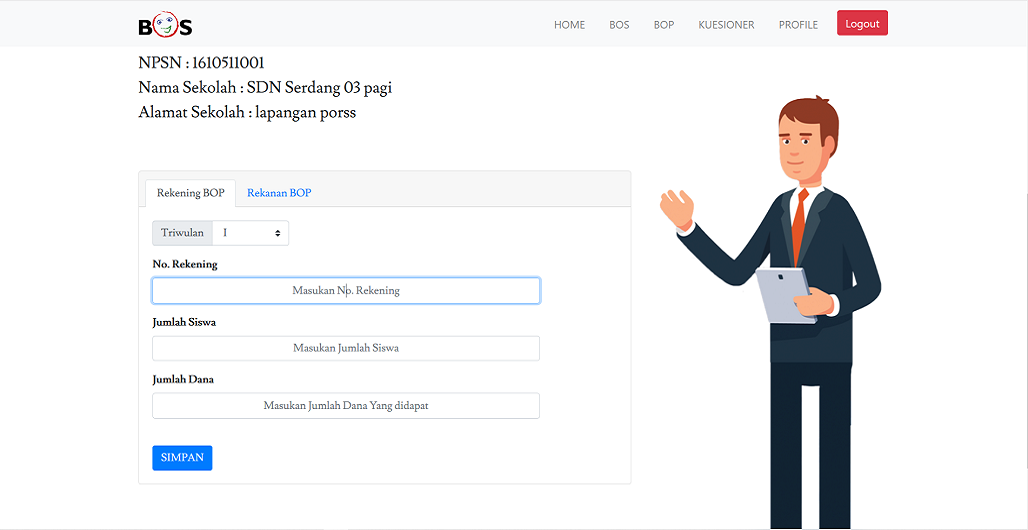 BOS
HOME BOS BOP KUESIONER PROFILE Logout
NPSN : 1610511001
Nama Sekolah : SDN Serdang 03 pagi
Alamat Sekolah : lapangan porss
Rekening BOP Rekanan BOP
Triwulan I
No. Rekening
Masukan No. Rekening
Jumlah Siswa
Masukan Jumlah Siswa
Jumlah Dana
Masukan Jumlah Dana Yang didapat
SIMPAN